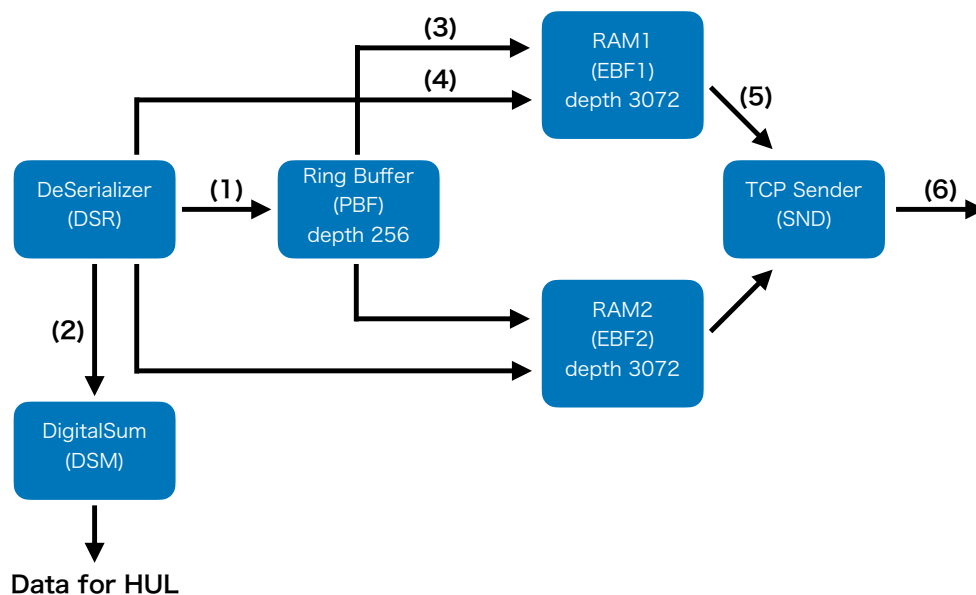 (3)
RAM1
(EBF1)
depth 3072
(4)
(5)
DeSerializer
(DSR)
(1)
Ring Buffer
(PBF)
depth 256
TCP Sender
(SND)
(6)
(2)
RAM2
(EBF2)
depth 3072
DigitalSum
(DSM)
Data for HUL